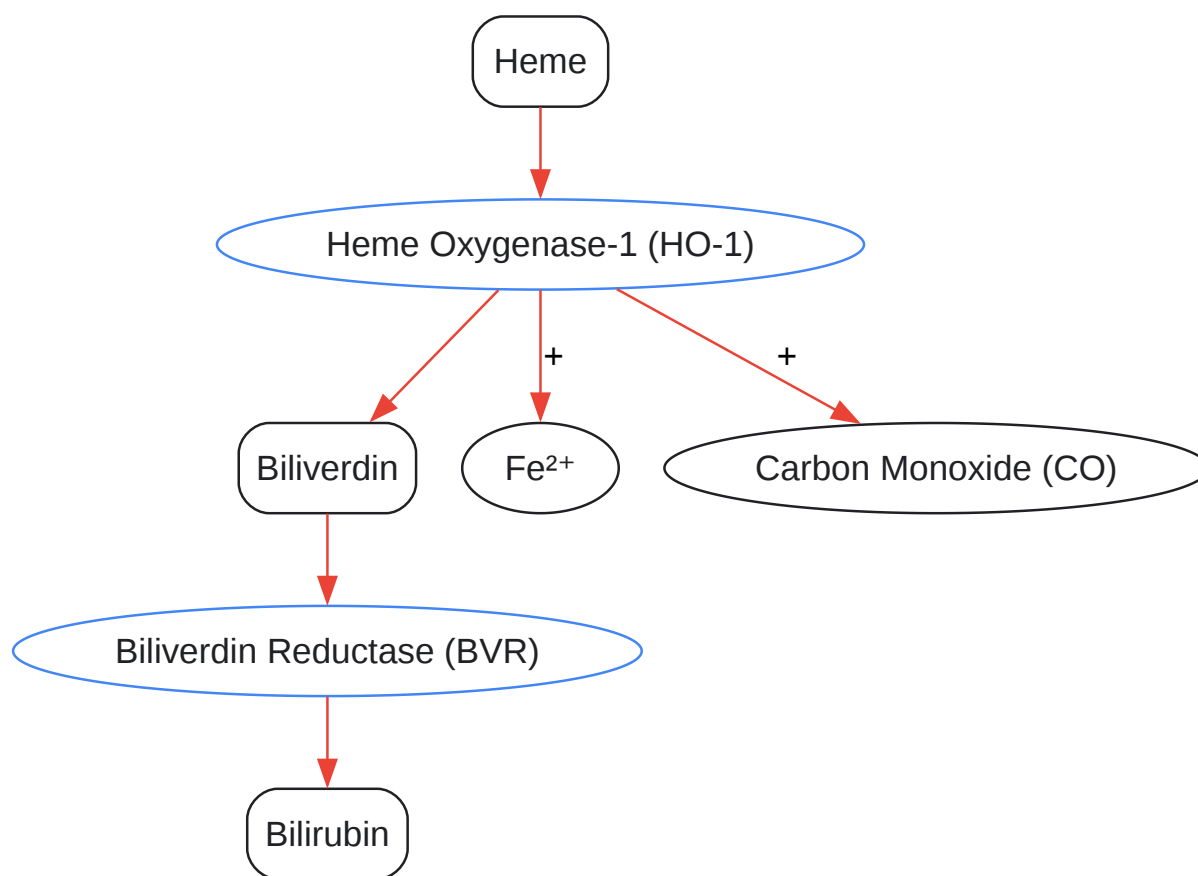 Heme
Heme Oxygenase-1 (HO-1)
+
+
Biliverdin
Fe²⁺
Carbon Monoxide (CO)
Biliverdin Reductase (BVR)
Bilirubin